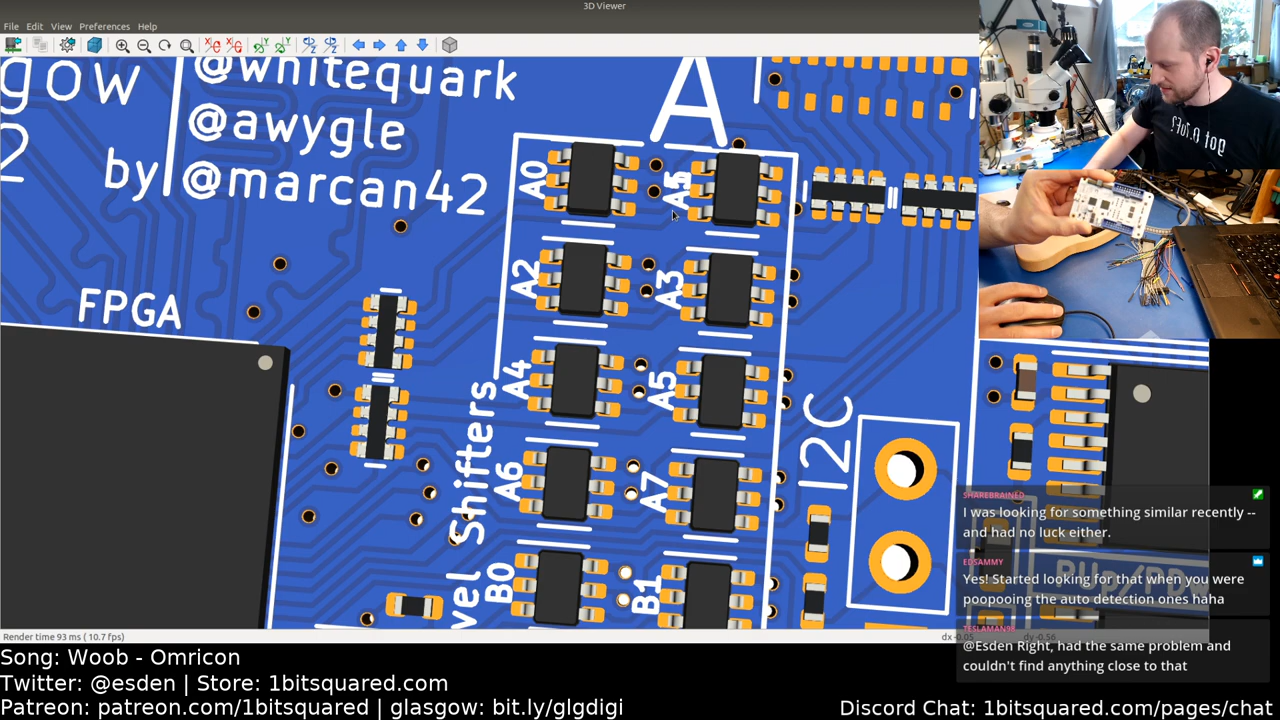 3D Viewer
File Edit View Preferences Help
gow
2
@whitequark
@awygle
by @marcan42
A
A0
A5
A2
A3
A4
A5
A6
A7
B0
B1
FPGA
vel Shifters
I2C
got 0.1uf?
SHAREBRAINED
I was looking for something similar recently --
and had no luck either.
EDSAMMY
Yes! Started looking for that when you were
poopooing the auto detection ones haha
TESLAMAN98
@Esden Right, had the same problem and
couldn't find anything close to that
Render time 93 ms ( 10.7 fps)
Song: Woob - Omricon
Twitter: @esden | Store: 1bitsquared.com
Patreon: patreon.com/1bitsquared | glasgow: bit.ly/glgdigi
Discord Chat: 1bitsquared.com/pages/chat